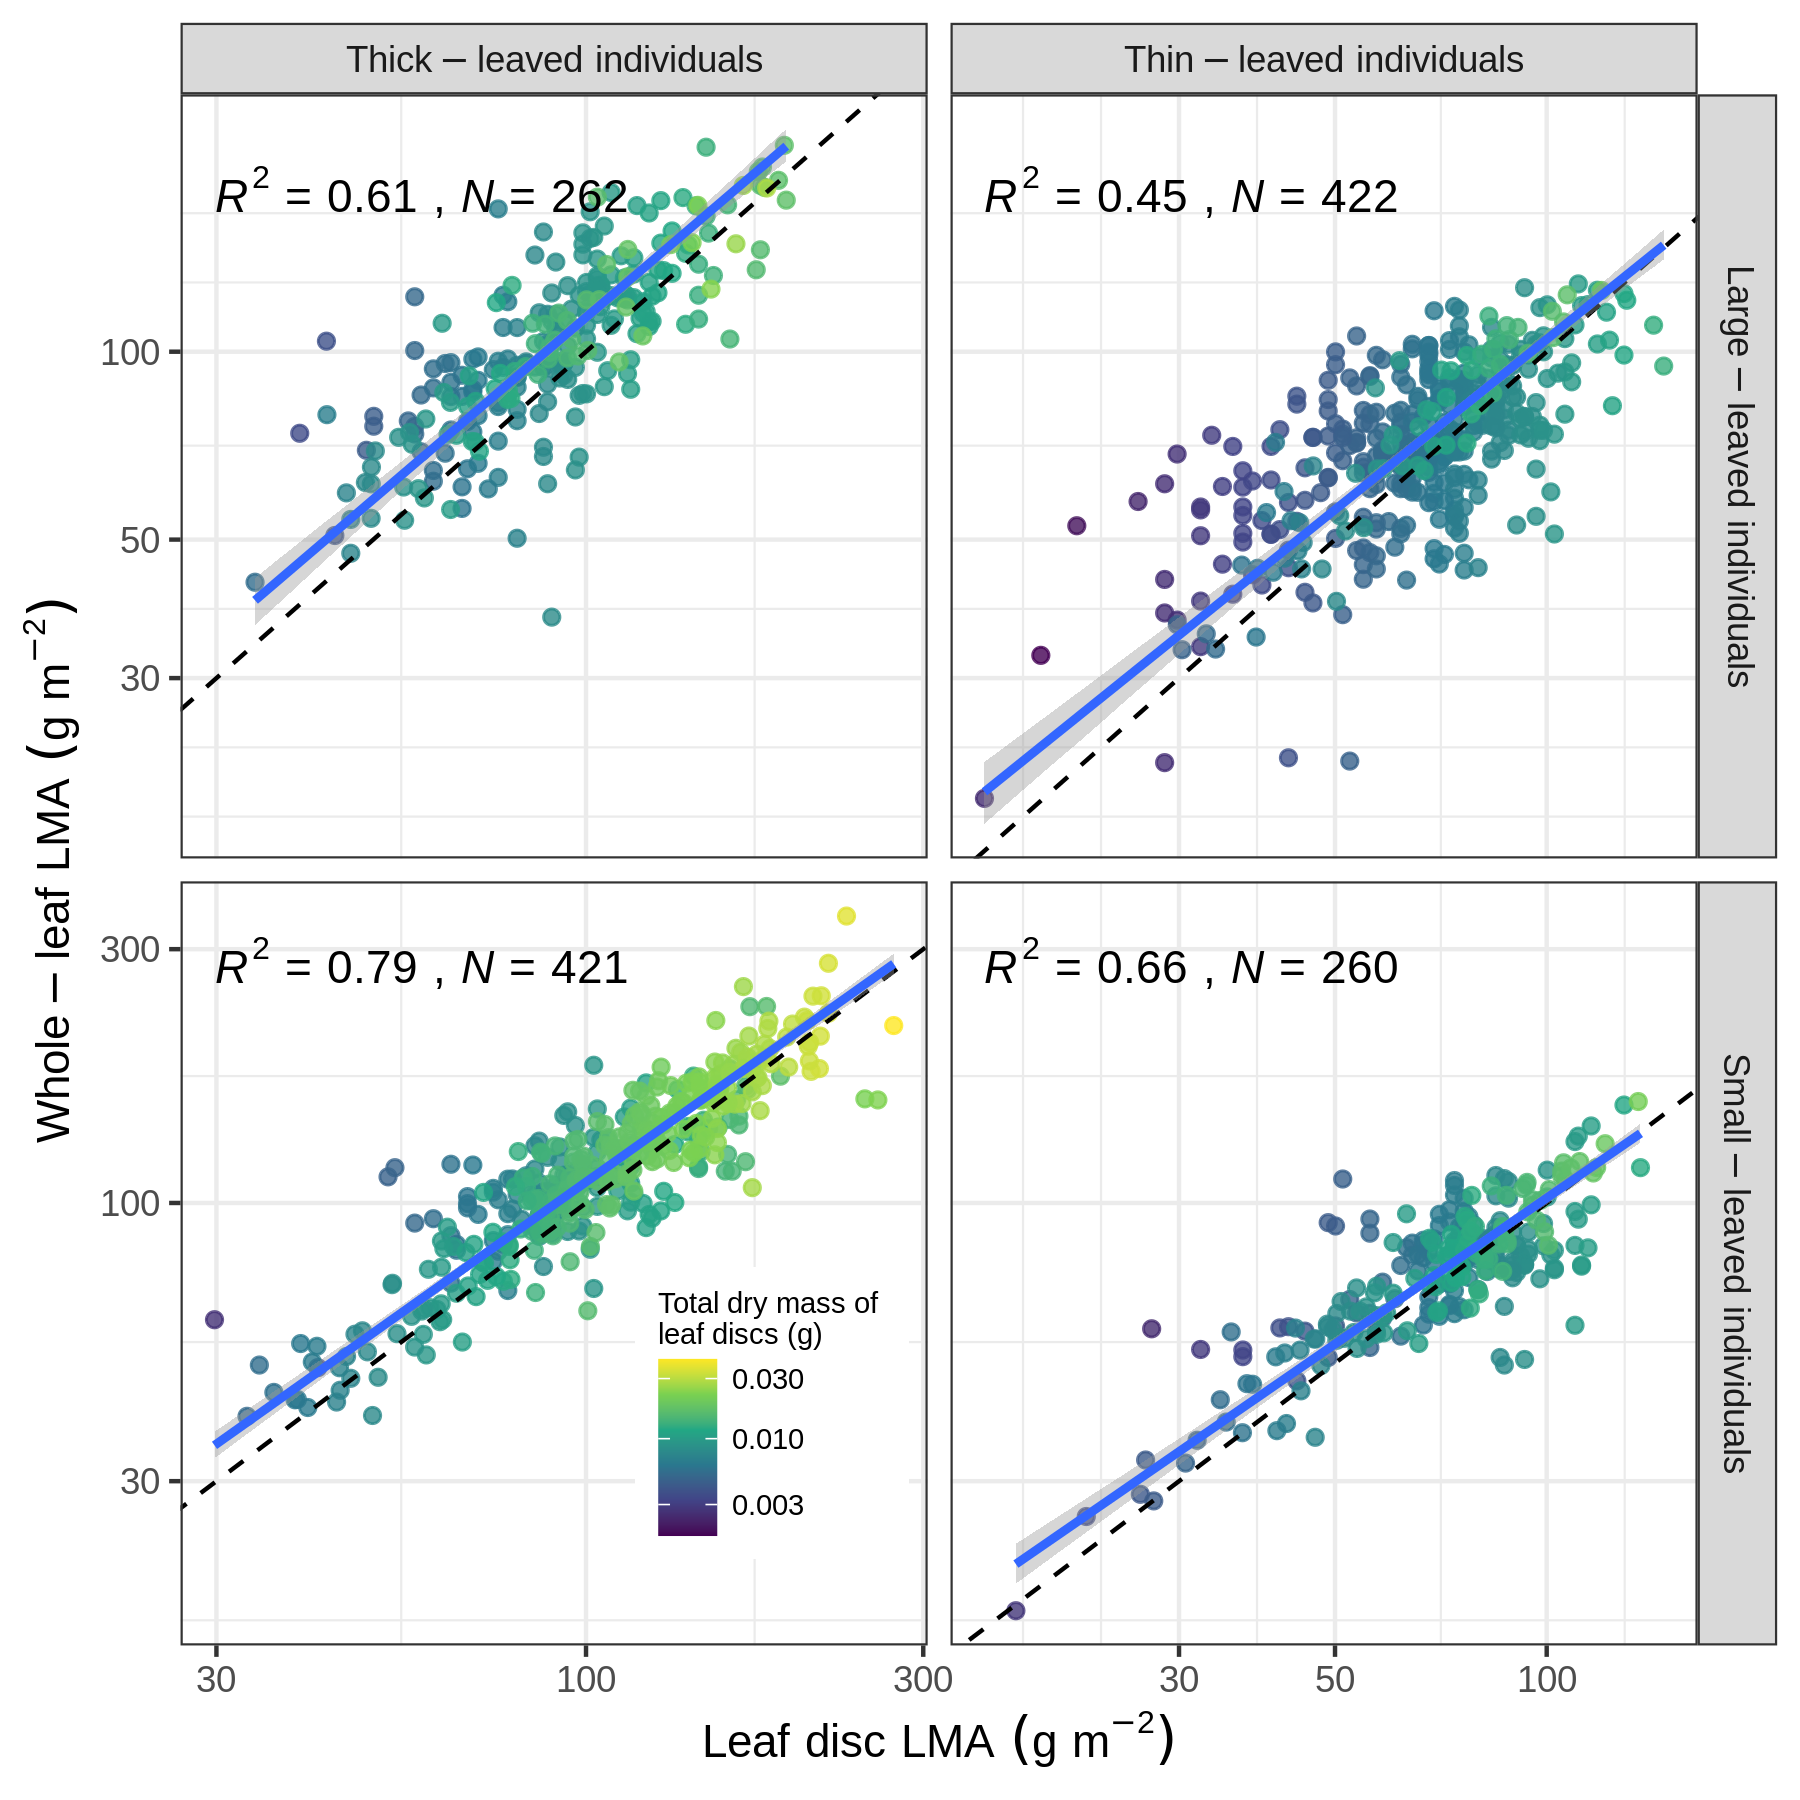 Thick – leaved individuals
Thin – leaved individuals
R² = 0.61 , N = 262
R² = 0.45 , N = 422
100
50
30
Large – leaved individuals
R² = 0.79 , N = 421
R² = 0.66 , N = 260
300
100
30
Small – leaved individuals
Total dry mass of
leaf discs (g)
0.030
0.010
0.003
30
100
300
30
50
100
Whole – leaf LMA (g m⁻²)
Leaf disc LMA (g m⁻²)